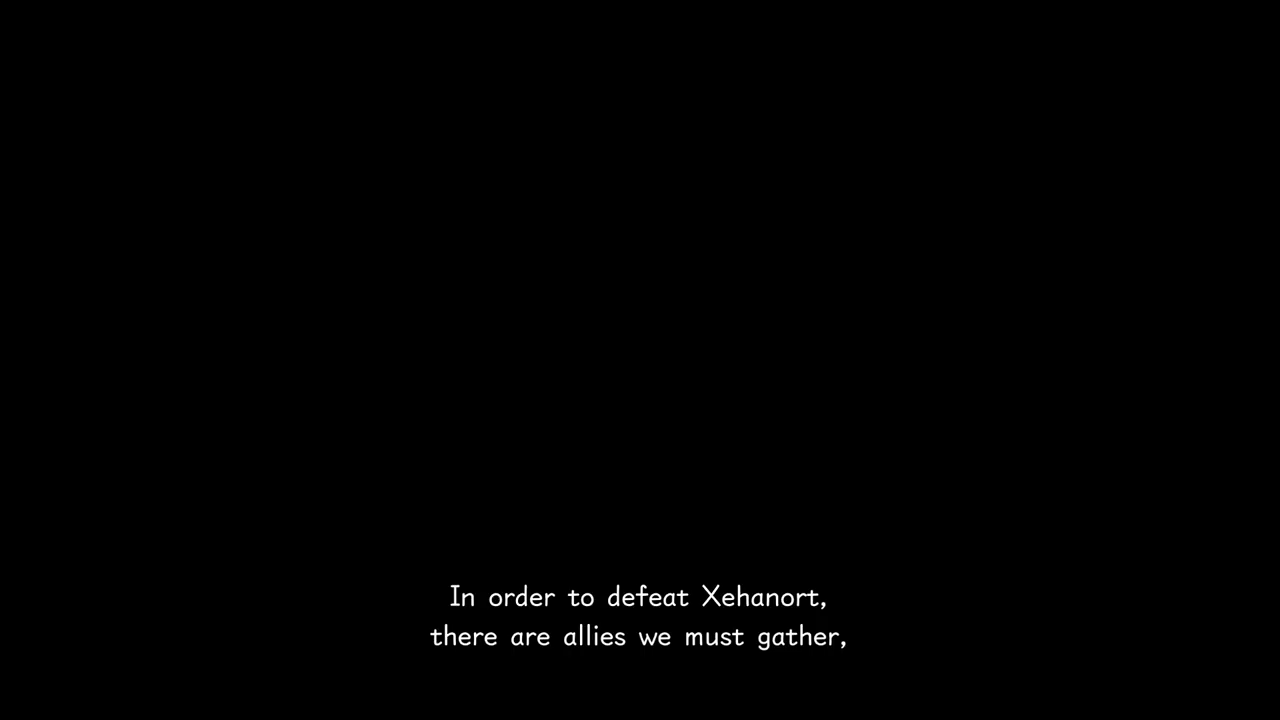 In order to defeat Xehanort,
there are allies we must gather,